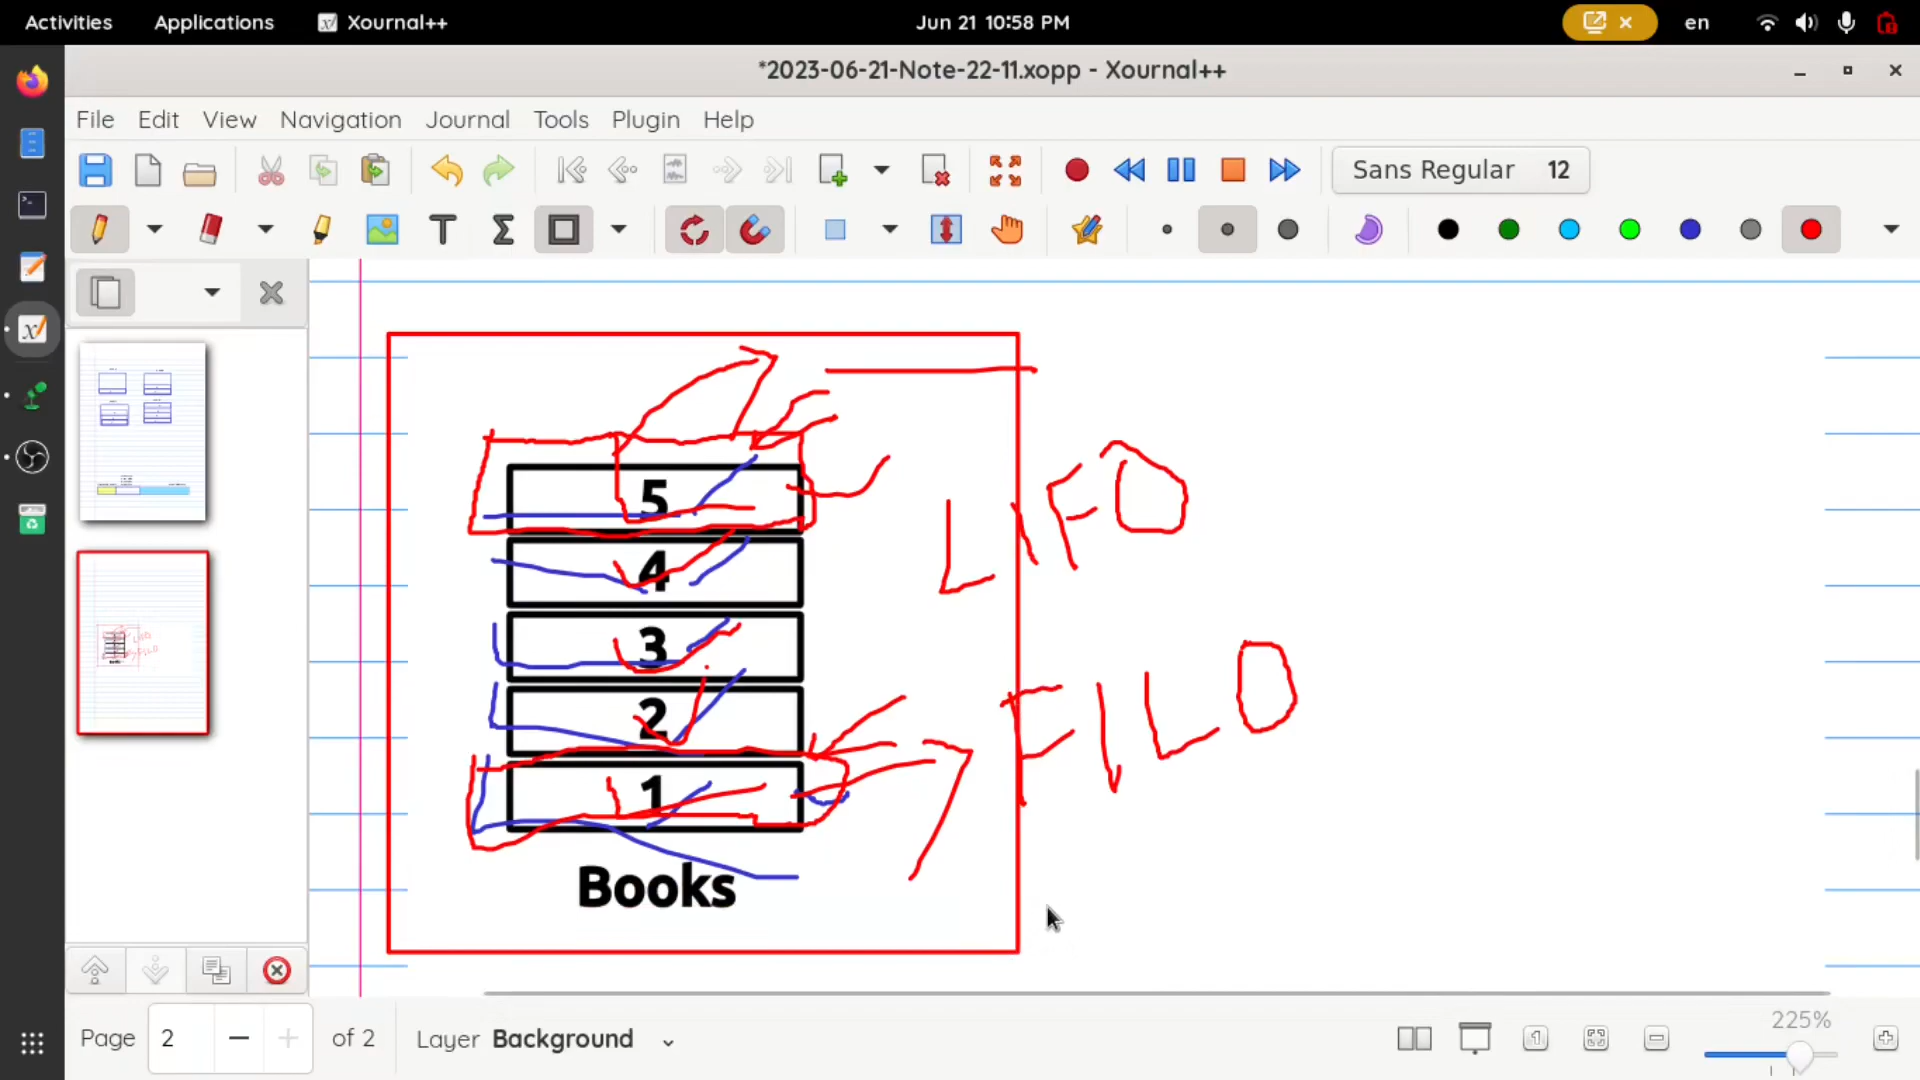 Activities Applications Xournal++ Jun 21 10:58 PM en
*2023-06-21-Note-22-11.xopp - Xournal++
File Edit View Navigation Journal Tools Plugin Help
Sans Regular 12
5
4
3
2
1
Books
LIFO
FILO
Page 2 of 2 Layer Background 225%